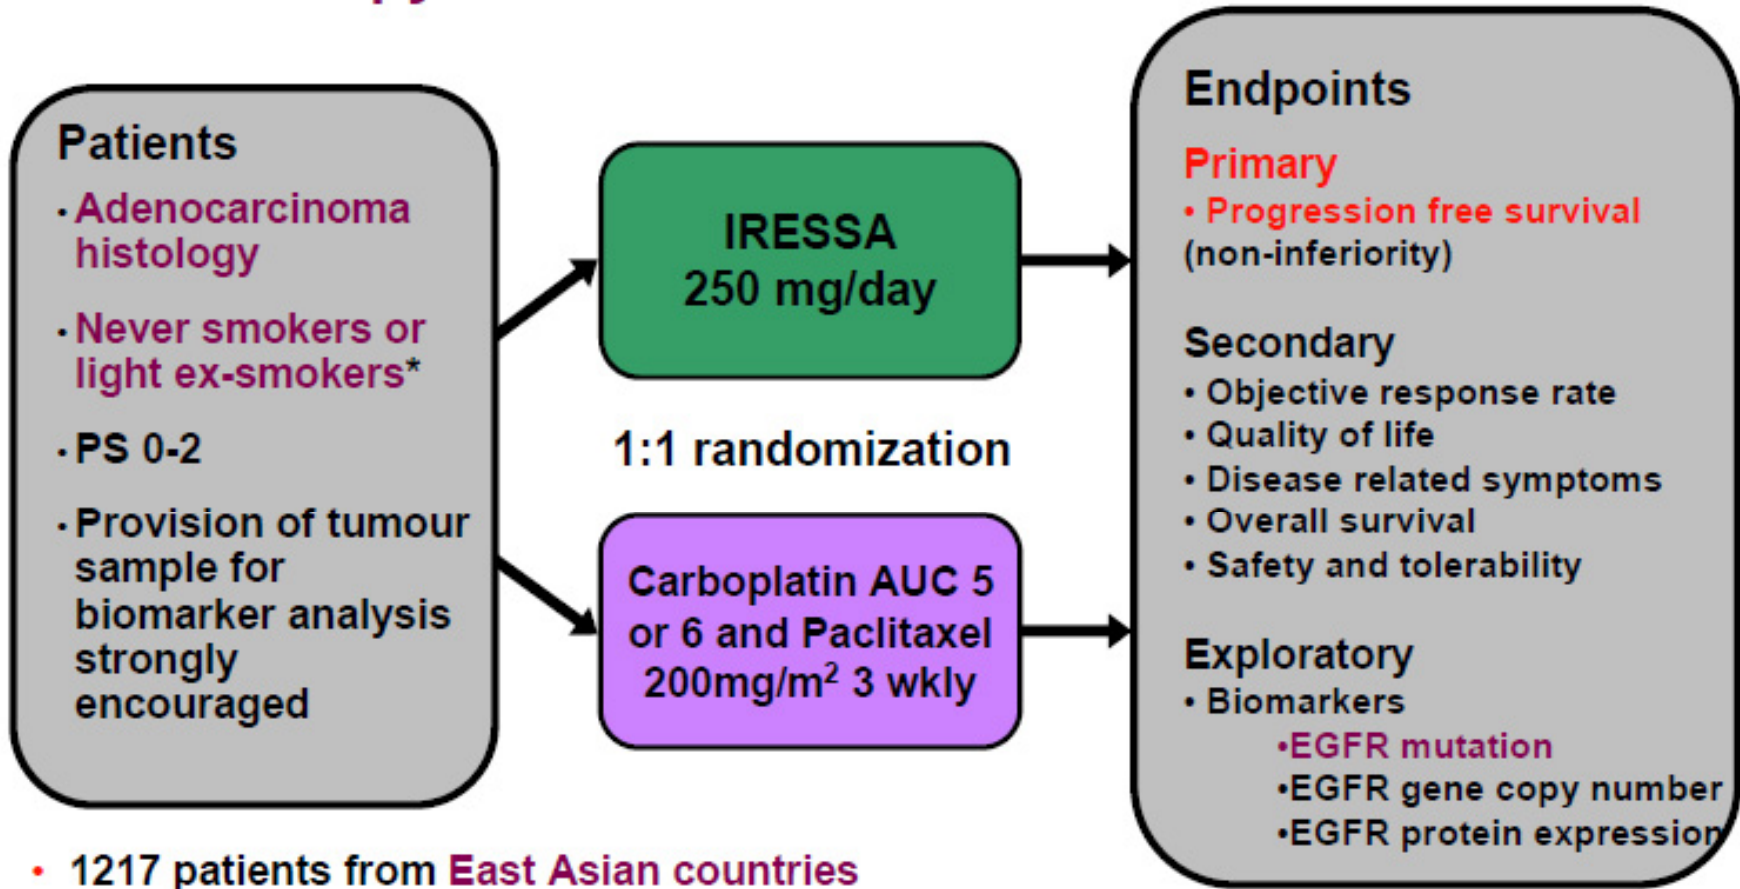 Patients
· Adenocarcinoma
histology
· Never smokers or
light ex-smokers*
· PS 0-2
· Provision of tumour
sample for
biomarker analysis
strongly
encouraged
IRESSA
250 mg/day
1:1 randomization
Carboplatin AUC 5
or 6 and Paclitaxel
200mg/m² 3 wkly
Endpoints
Primary
• Progression free survival
(non-inferiority)
Secondary
• Objective response rate
• Quality of life
• Disease related symptoms
• Overall survival
• Safety and tolerability
Exploratory
• Biomarkers
•EGFR mutation
•EGFR gene copy number
•EGFR protein expression
• 1217 patients from East Asian countries